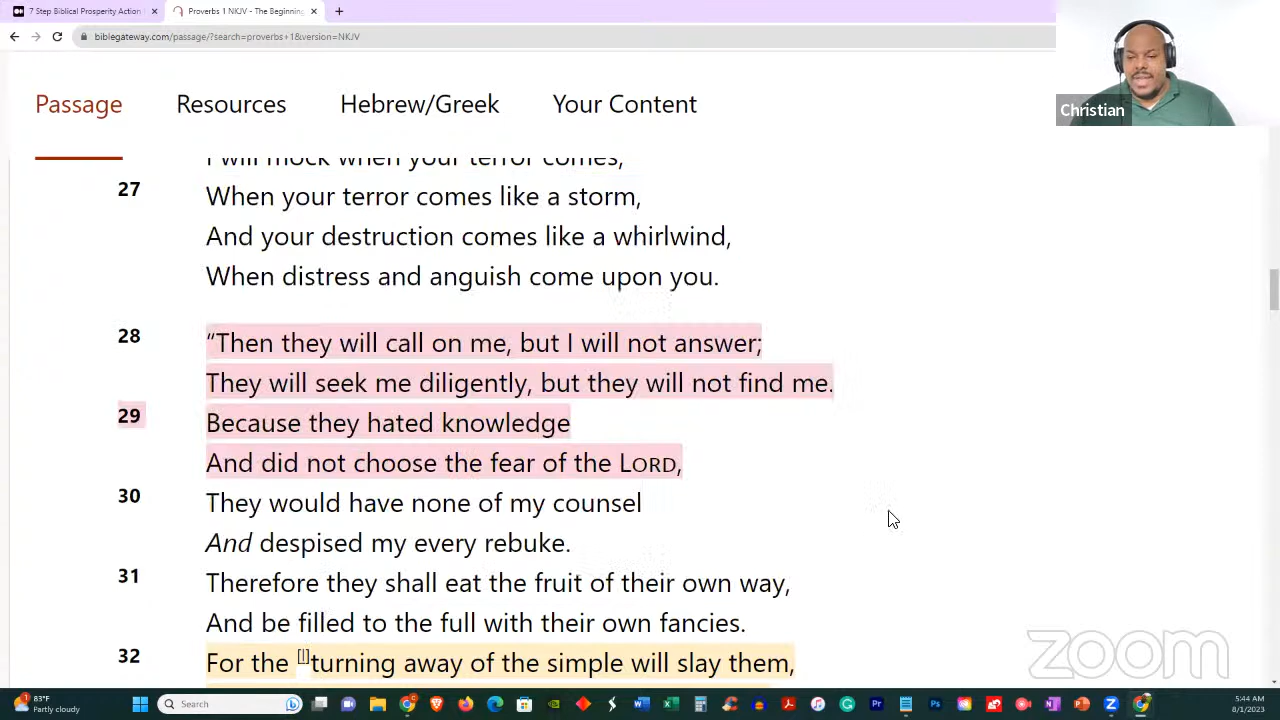 7 Step Biblical Prosperity Action
Proverbs 1 NKJV - The Beginning
biblegateway.com/passage/?search=proverbs+1&version=NKJV
Christian
Passage Resources Hebrew/Greek Your Content
I will mock when your terror comes,
27 When your terror comes like a storm,
And your destruction comes like a whirlwind,
When distress and anguish come upon you.
28 “Then they will call on me, but I will not answer;
They will seek me diligently, but they will not find me.
29 Because they hated knowledge
And did not choose the fear of the LORD,
30 They would have none of my counsel
And despised my every rebuke.
31 Therefore they shall eat the fruit of their own way,
And be filled to the full with their own fancies.
32 For the turning away of the simple will slay them,
zoom
83°F
Partly cloudy
Search
5:44 AM
8/1/2023